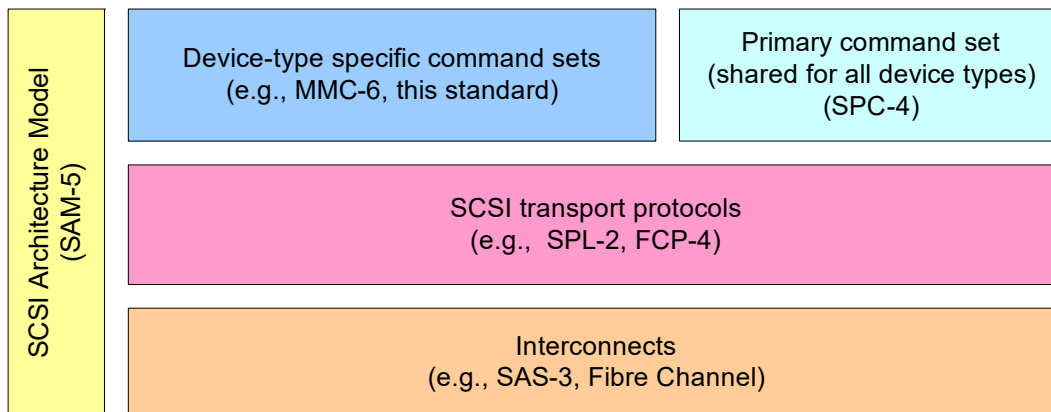 SCSI Architecture Model
(SAM-5)
Device-type specific command sets
(e.g., MMC-6, this standard)
Primary command set
(shared for all device types)
(SPC-4)
SCSI transport protocols
(e.g.,  SPL-2, FCP-4)
Interconnects
(e.g., SAS-3, Fibre Channel)